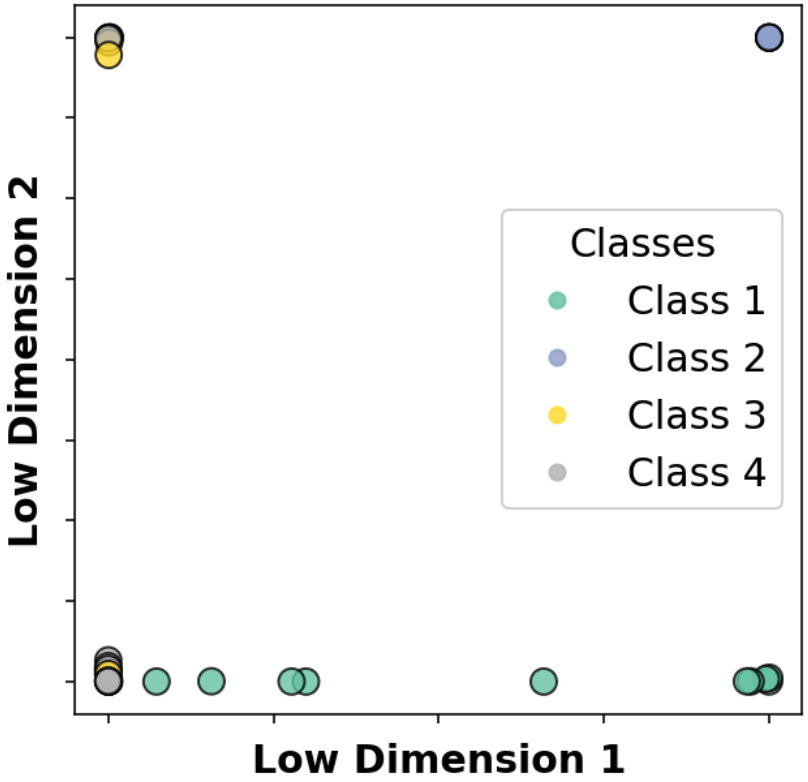 Low Dimension 2
Classes
Class 1
Class 2
Class 3
Class 4
Low Dimension 1